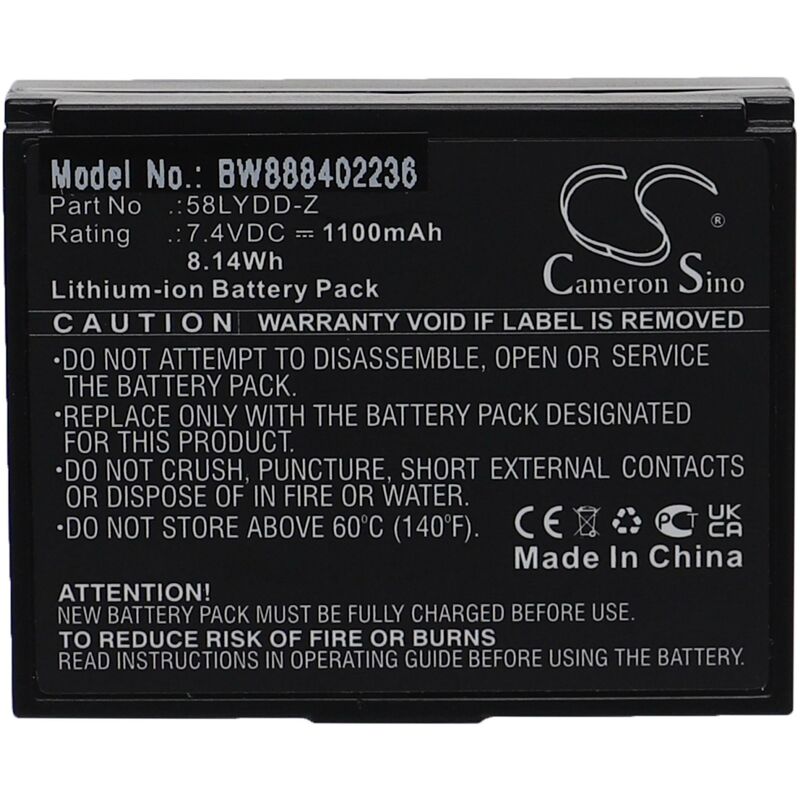 Model No.: BW888402236
Part No :58LYDD-Z
Rating :7.4VDC ⎓ 1100mAh
8.14Wh
Lithium-ion Battery Pack
CS
®
Cameron Sino
CAUTION WARRANTY VOID IF LABEL IS REMOVED
•DO NOT ATTEMPT TO DISASSEMBLE, OPEN OR SERVICE
THE BATTERY PACK.
•REPLACE ONLY WITH THE BATTERY PACK DESIGNATED
FOR THIS PRODUCT.
•DO NOT CRUSH, PUNCTURE, SHORT EXTERNAL CONTACTS
OR DISPOSE OF IN FIRE OR WATER.
•DO NOT STORE ABOVE 60°C (140°F).
CE PCT UK CA
Made In China
ATTENTION!
NEW BATTERY PACK MUST BE FULLY CHARGED BEFORE USE.
TO REDUCE RISK OF FIRE OR BURNS
READ INSTRUCTIONS IN OPERATING GUIDE BEFORE USE THE BATTERY.